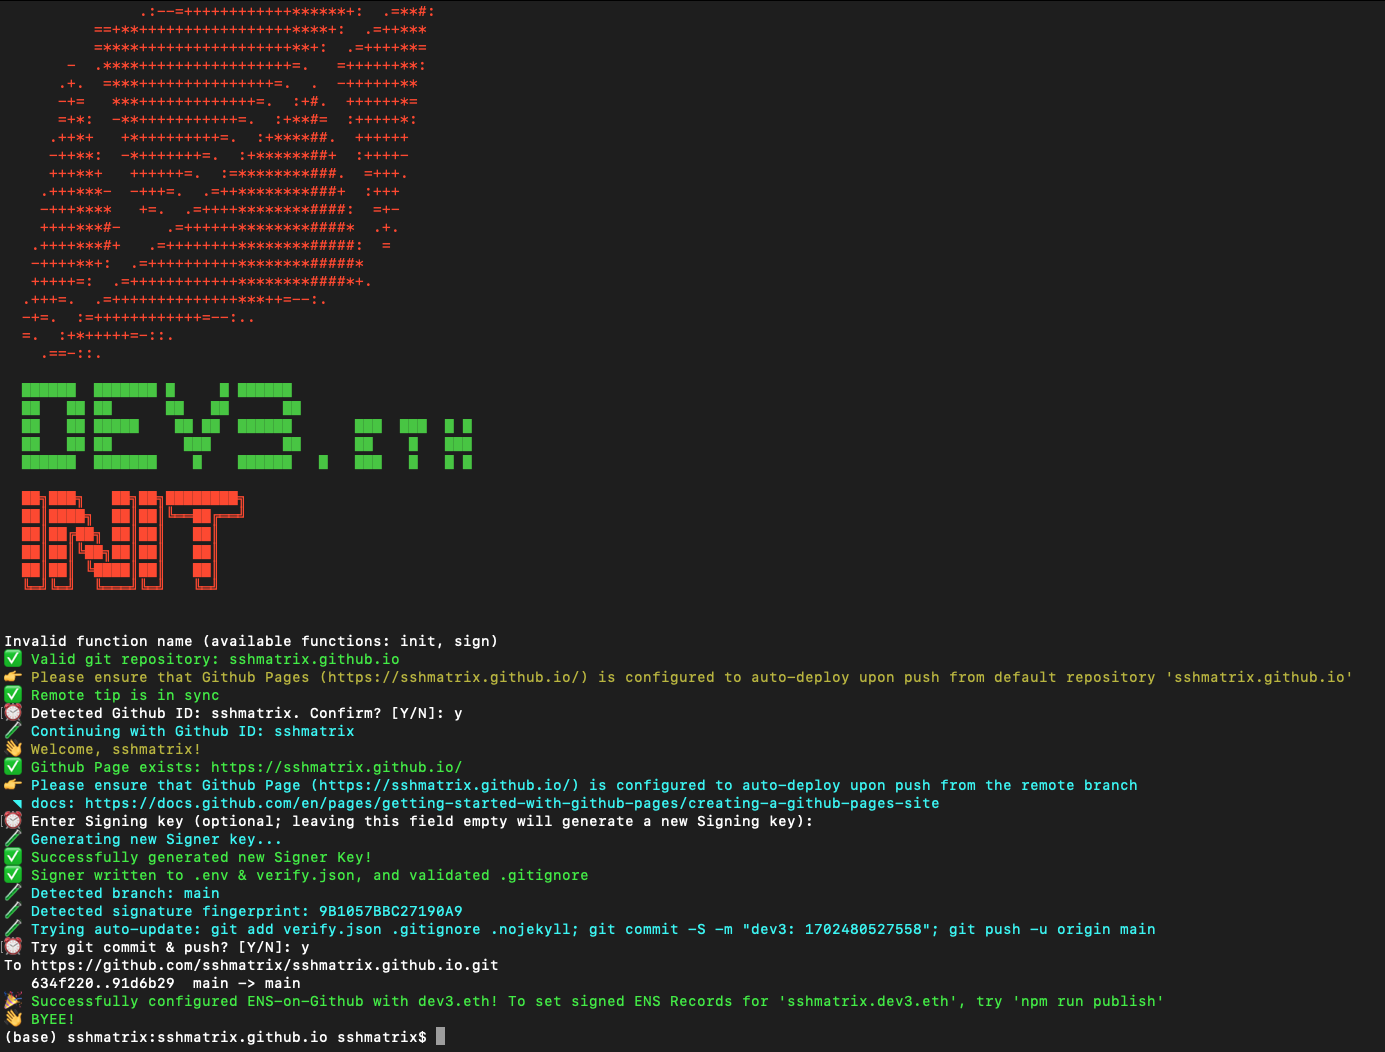 DEV3.ETH
INIT
Invalid function name (available functions: init, sign)
✅ Valid git repository: sshmatrix.github.io
👉 Please ensure that Github Pages (https://sshmatrix.github.io/) is configured to auto-deploy upon push from default repository 'sshmatrix.github.io'
✅ Remote tip is in sync
⏰ Detected Github ID: sshmatrix. Confirm? [Y/N]: y
🧪 Continuing with Github ID: sshmatrix
👋 Welcome, sshmatrix!
✅ Github Page exists: https://sshmatrix.github.io/
👉 Please ensure that Github Page (https://sshmatrix.github.io/) is configured to auto-deploy upon push from the remote branch
◥ docs: https://docs.github.com/en/pages/getting-started-with-github-pages/creating-a-github-pages-site
⏰ Enter Signing key (optional; leaving this field empty will generate a new Signing key):
🧪 Generating new Signer key...
✅ Successfully generated new Signer Key!
✅ Signer written to .env & verify.json, and validated .gitignore
🧪 Detected branch: main
🧪 Detected signature fingerprint: 9B1057BBC27190A9
🧪 Trying auto-update: git add verify.json .gitignore .nojekyll; git commit -S -m "dev3: 1702480527558"; git push -u origin main
⏰ Try git commit & push? [Y/N]: y
To https://github.com/sshmatrix/sshmatrix.github.io.git
634f220..91d6b29  main -> main
🎉 Successfully configured ENS-on-Github with dev3.eth! To set signed ENS Records for 'sshmatrix.dev3.eth', try 'npm run publish'
👋 BYEE!
(base) sshmatrix:sshmatrix.github.io sshmatrix$